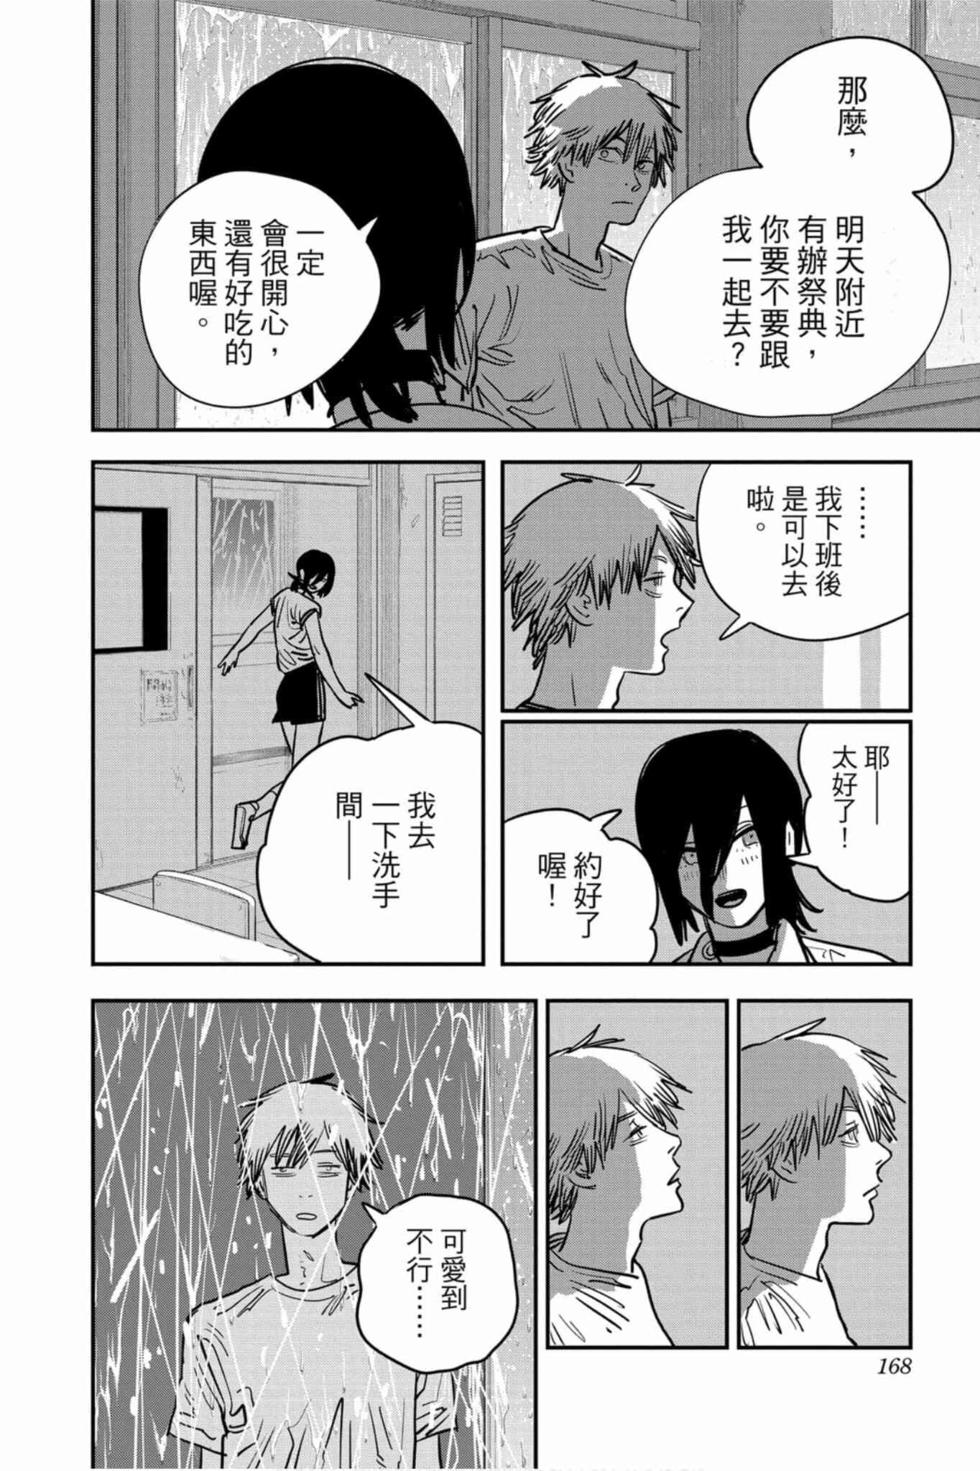 那麼，
明天附近
有辦祭典，
你要不要跟
我一起去？
一定
會很開心，
還有好吃的
東西喔。
……
我下班後
是可以去
啦。
耶——
太好了！
約好了
喔！
我去
一下洗手
間——
可愛到
不行……
168